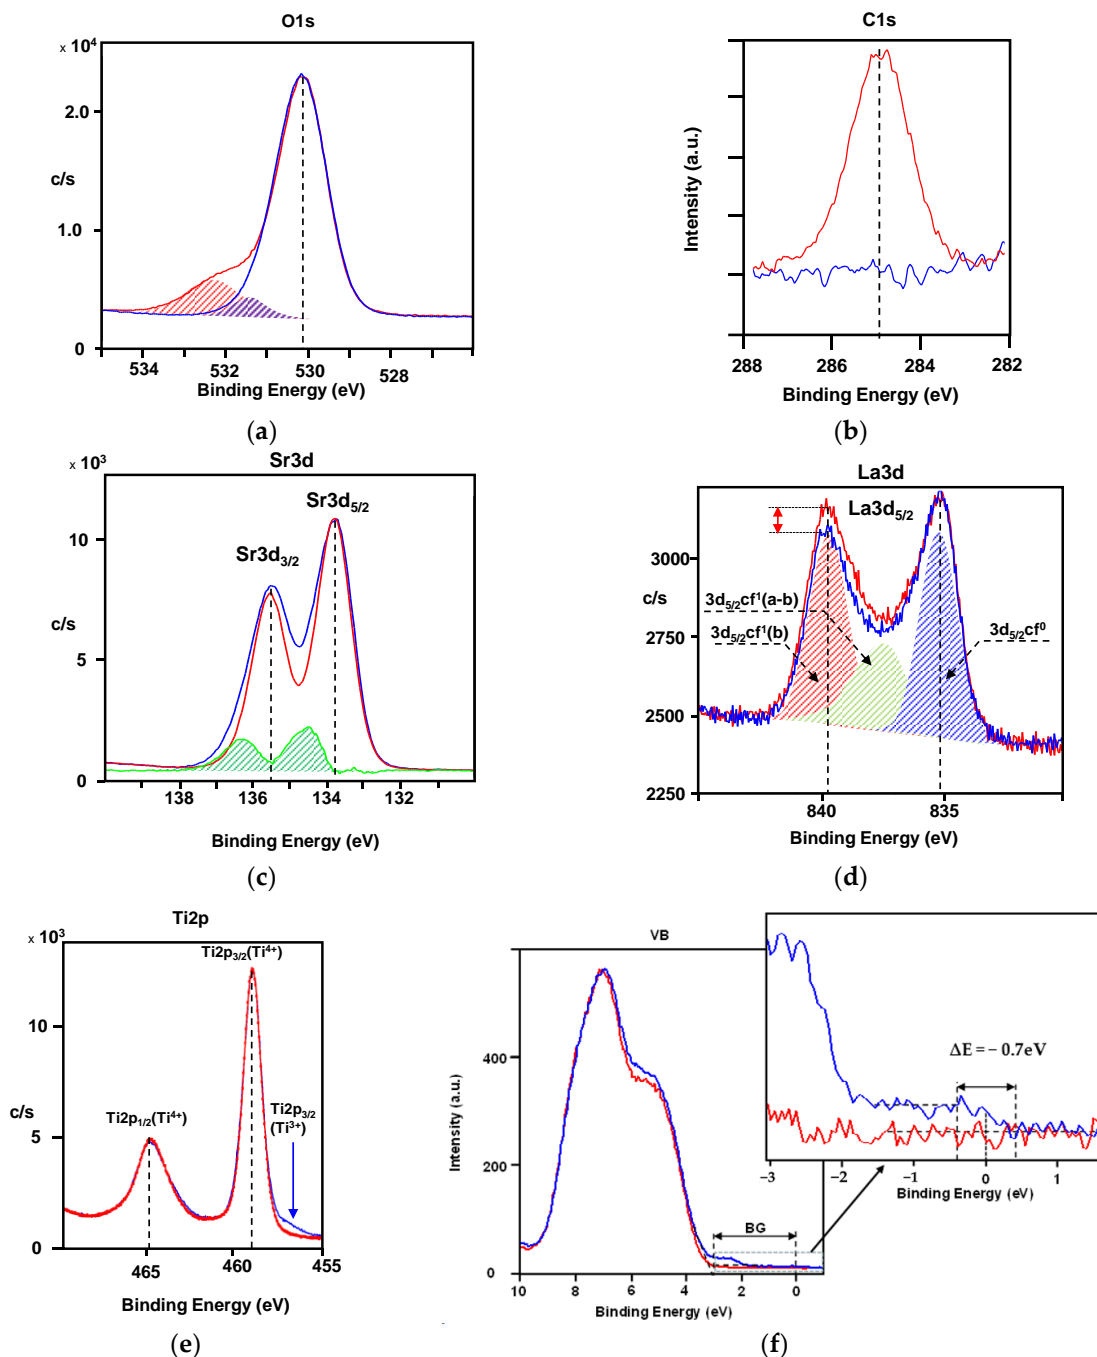 O1s
x 10⁴
2.0
c/s
1.0
0
534
532
530
528
Binding Energy (eV)
(a)
C1s
Intensity (a.u.)
288
286
284
282
Binding Energy (eV)
(b)
Sr3d
x 10³
Sr3d₅/₂
10
Sr3d₃/₂
c/s
5
0
138
136
134
132
Binding Energy (eV)
(c)
La3d
La3d₅/₂
3000
c/s
3d₅/₂cf¹(a-b)
2750
3d₅/₂cf¹(b)
3d₅/₂cf⁰
2500
2250
840
835
Binding Energy (eV)
(d)
Ti2p
x 10³
Ti2p₃/₂(Ti⁴⁺)
10
Ti2p₁/₂(Ti⁴⁺)
Ti2p₃/₂
(Ti³⁺)
c/s
5
0
465
460
455
Binding Energy (eV)
(e)
VB
400
Intensity (a.u.)
200
BG
0
10
8
6
4
2
0
Binding Energy (eV)
ΔE = − 0.7eV
−3
−2
−1
0
1
Binding Energy (eV)
(f)